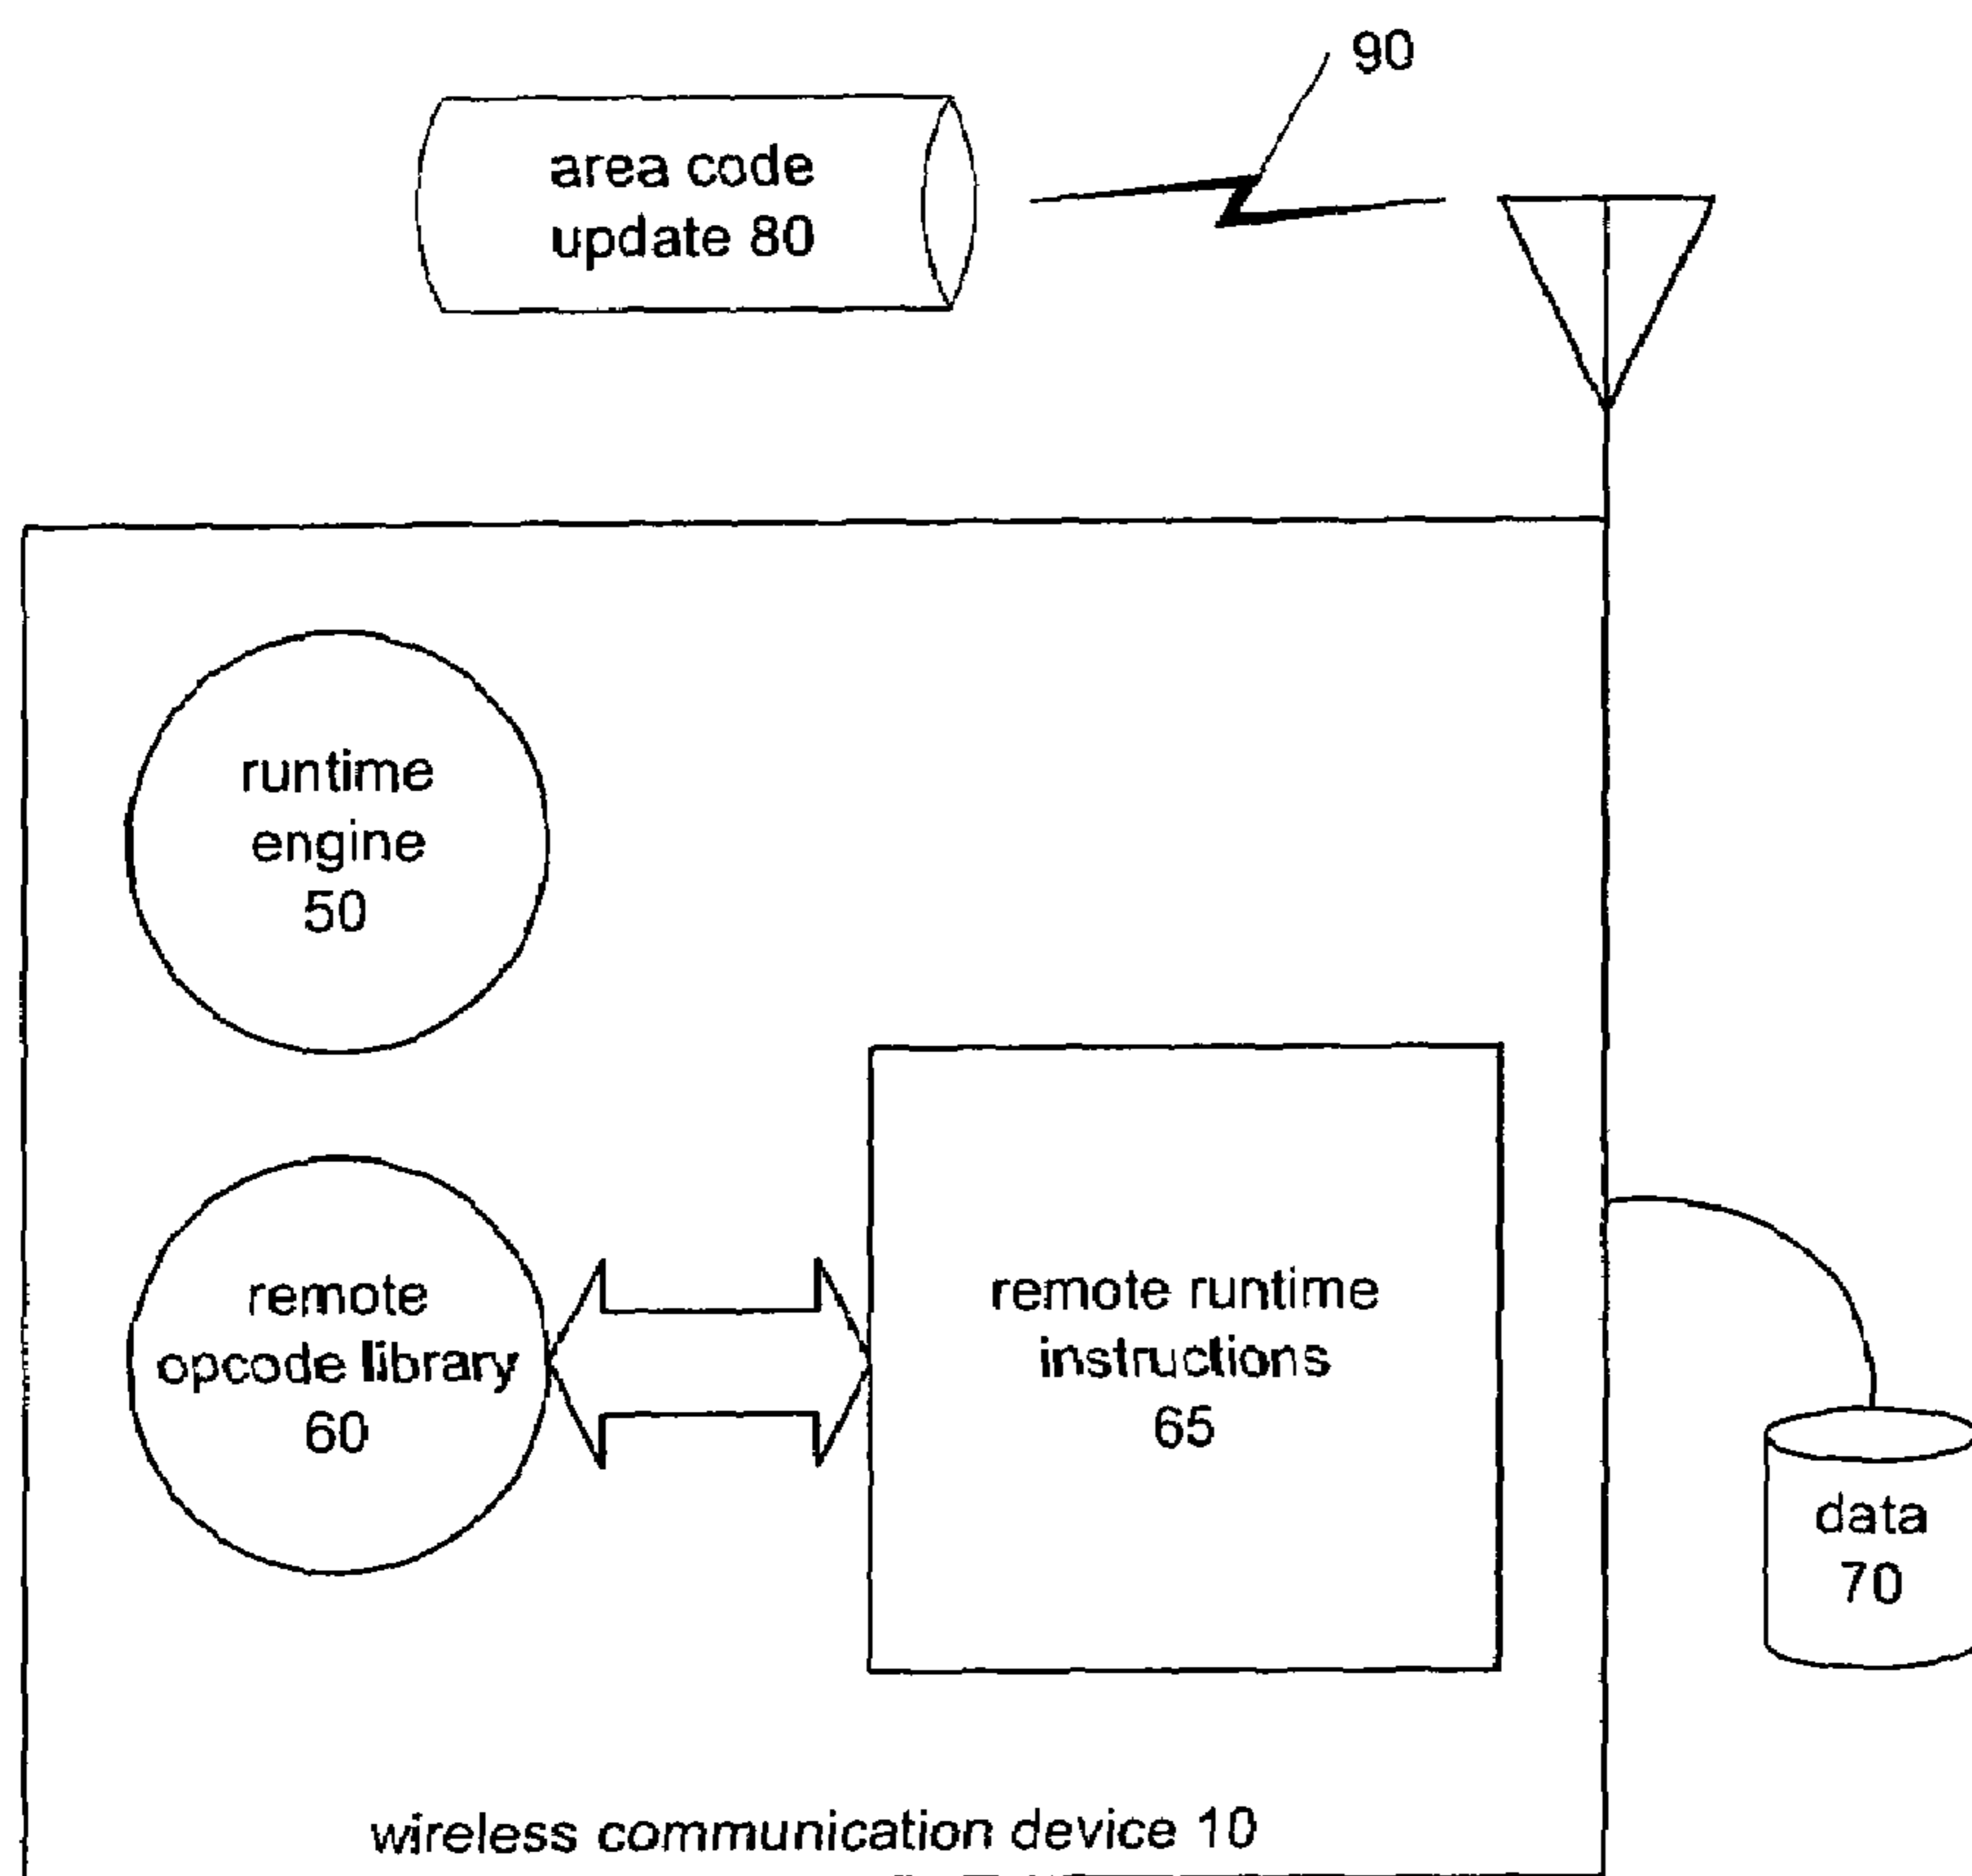 90
area code
update 80
runtime
engine
50
remote
opcode library
60
remote runtime
instructions
65
data
70
wireless communication device 10